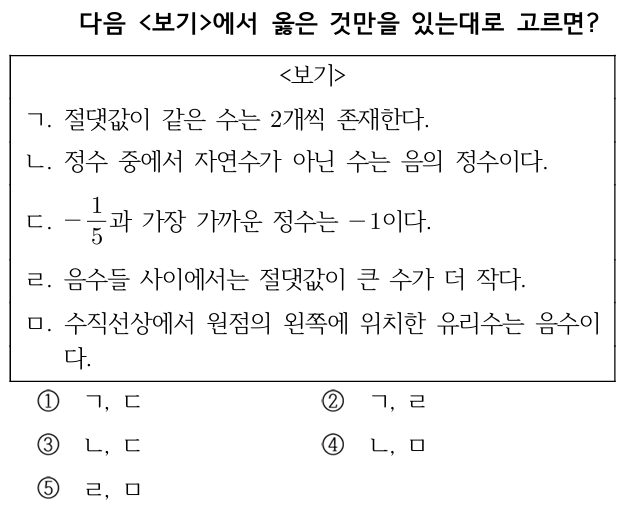 다음 <보기>에서 옳은 것만을 있는대로 고르면?
<보기>
ㄱ. 절댓값이 같은 수는 2개씩 존재한다.
ㄴ. 정수 중에서 자연수가 아닌 수는 음의 정수이다.
ㄷ. -1/5과 가장 가까운 정수는 -1이다.
ㄹ. 음수들 사이에서는 절댓값이 큰 수가 더 작다.
ㅁ. 수직선상에서 원점의 왼쪽에 위치한 유리수는 음수이
다.
① ㄱ, ㄷ ② ㄱ, ㄹ
③ ㄴ, ㄷ ④ ㄴ, ㅁ
⑤ ㄹ, ㅁ